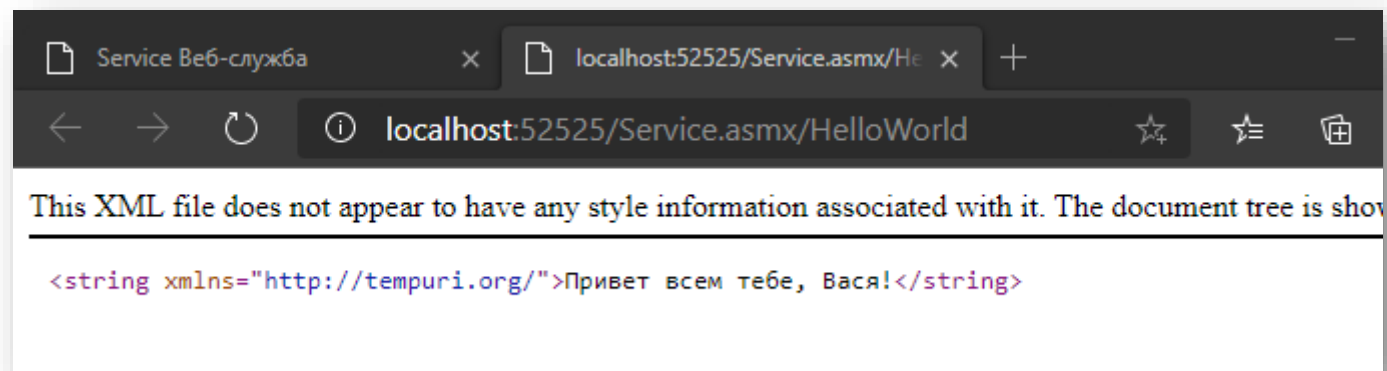 Service Веб-служба
localhost:52525/Service.asmx/He
localhost:52525/Service.asmx/HelloWorld
This XML file does not appear to have any style information associated with it. The document tree is
<string xmlns="http://tempuri.org/">Привет всем тебе, Вася!</string>